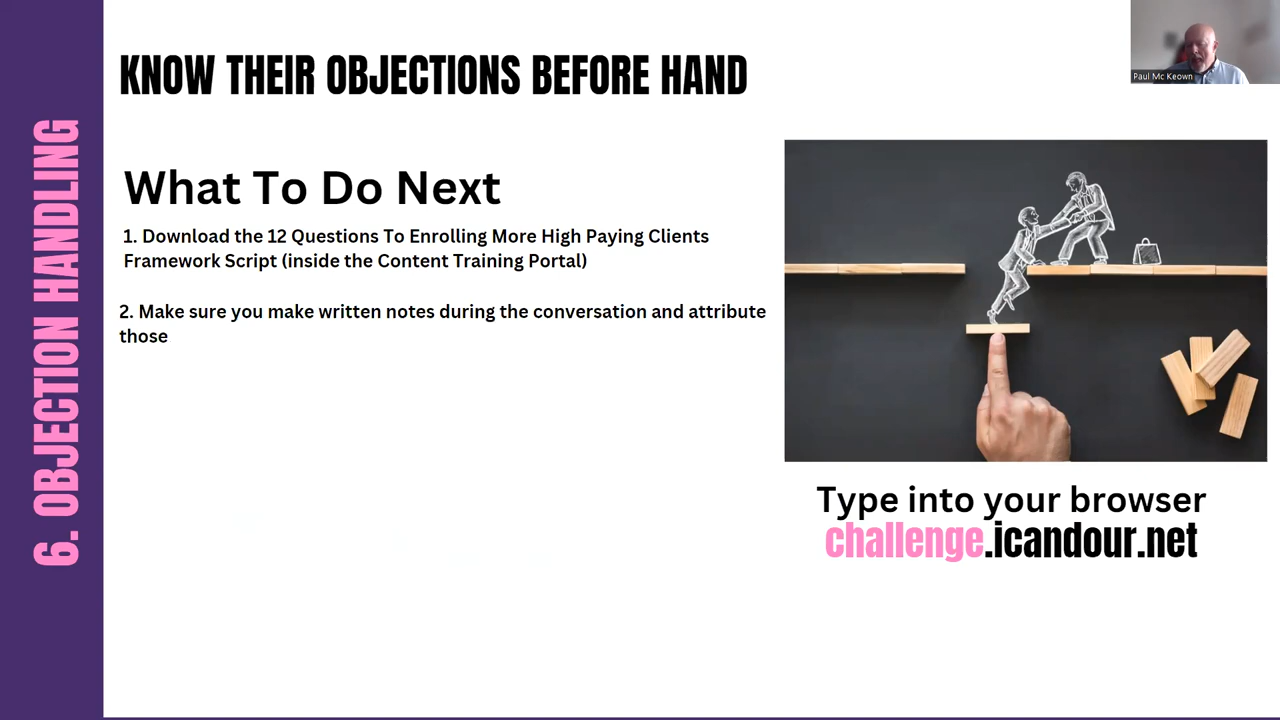 KNOW THEIR OBJECTIONS BEFORE HAND
Paul Mc Keown
6. OBJECTION HANDLING
What To Do Next
1. Download the 12 Questions To Enrolling More High Paying Clients
Framework Script (inside the Content Training Portal)
2. Make sure you make written notes during the conversation and attribute
those
Type into your browser
challenge.icandour.net